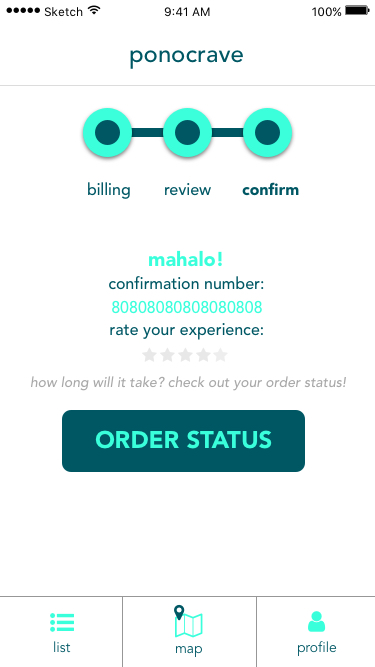 Sketch 9:41 AM 100%
ponocrave
billing review confirm
mahalo!
confirmation number:
80808080808080808
rate your experience:
how long will it take? check out your order status!
ORDER STATUS
list map profile